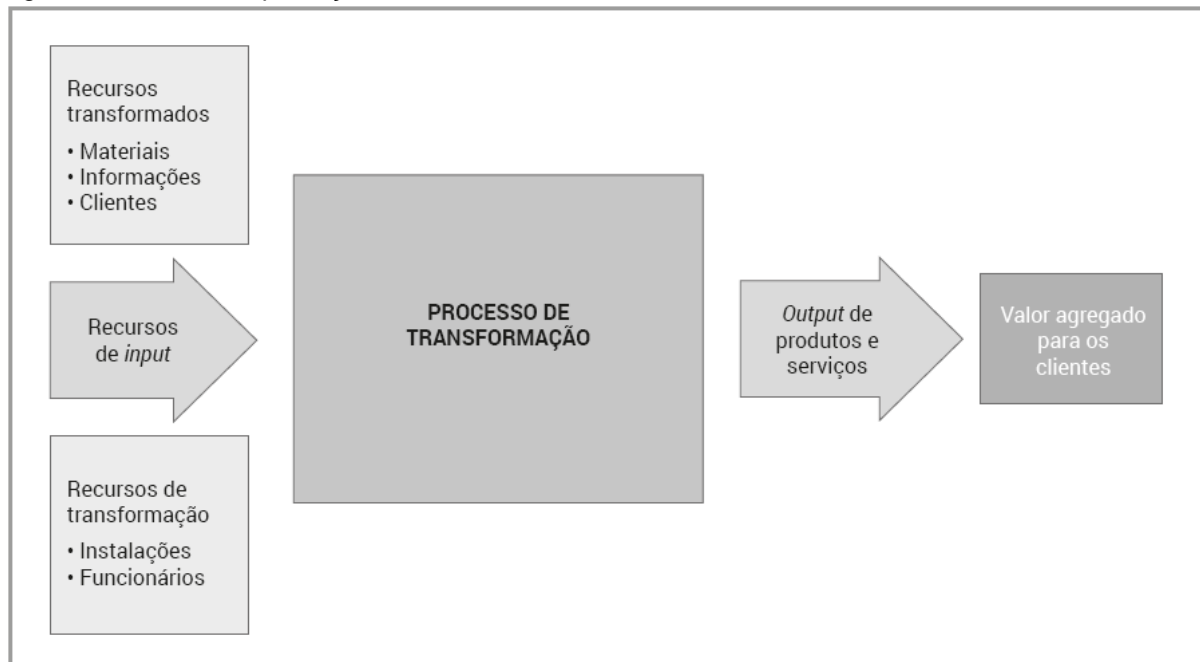 Recursos
transformados
• Materiais
• Informações
• Clientes
Recursos
de input
Recursos de
transformação
• Instalações
• Funcionários
PROCESSO DE
TRANSFORMAÇÃO
Output de
produtos e
serviços
Valor agregado
para os
clientes